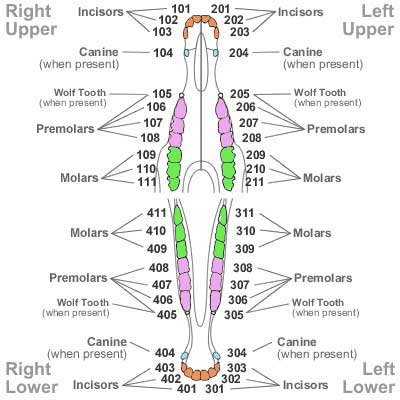 Right Upper
101 201
Left Upper
Incisors 102 202 Incisors
103 203
Canine 104 204 Canine
(when present) (when present)
Wolf Tooth 105 205 Wolf Tooth
(when present) 106 206 (when present)
Premolars 107 207 Premolars
108 208
109 209
Molars 110 210 Molars
111 211
411 311
Molars 410 310 Molars
409 309
408 308
Premolars 407 307 Premolars
Wolf Tooth 406 306 Wolf Tooth
(when present) 405 305 (when present)
Canine 404 304 Canine
(when present) (when present)
Right Lower
403 303
Left Lower
Incisors 402 302 Incisors
401 301